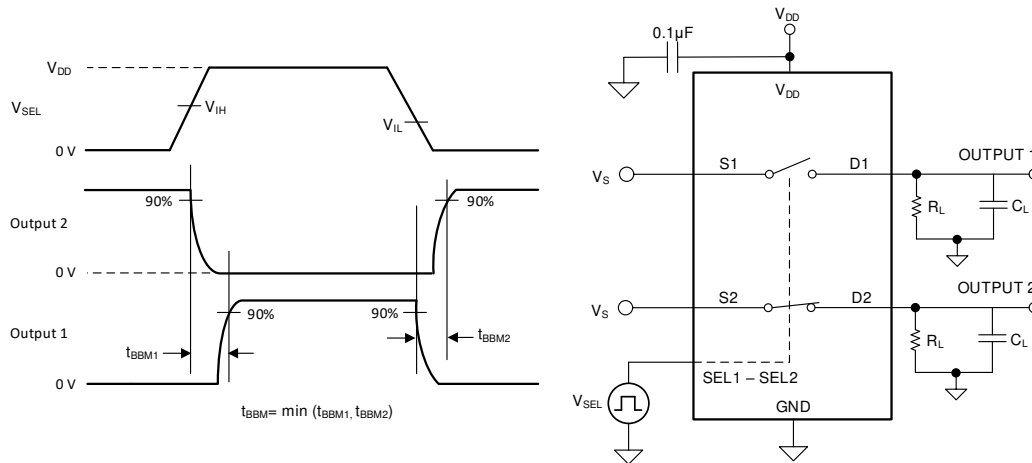 V_DD
V_SEL
V_IH
V_IL
0 V
90%
90%
Output 2
0 V
90%
90%
Output 1
t_BBM1
t_BBM2
0 V
t_BBM= min (t_BBM1, t_BBM2)
V_DD
0.1µF
V_DD
V_S
S1
D1
OUTPUT 1
R_L
C_L
V_S
S2
D2
OUTPUT 2
R_L
C_L
SEL1 – SEL2
V_SEL
GND